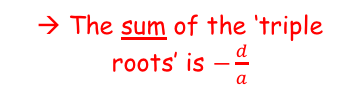 → The sum of the 'triple
roots' is − d/a